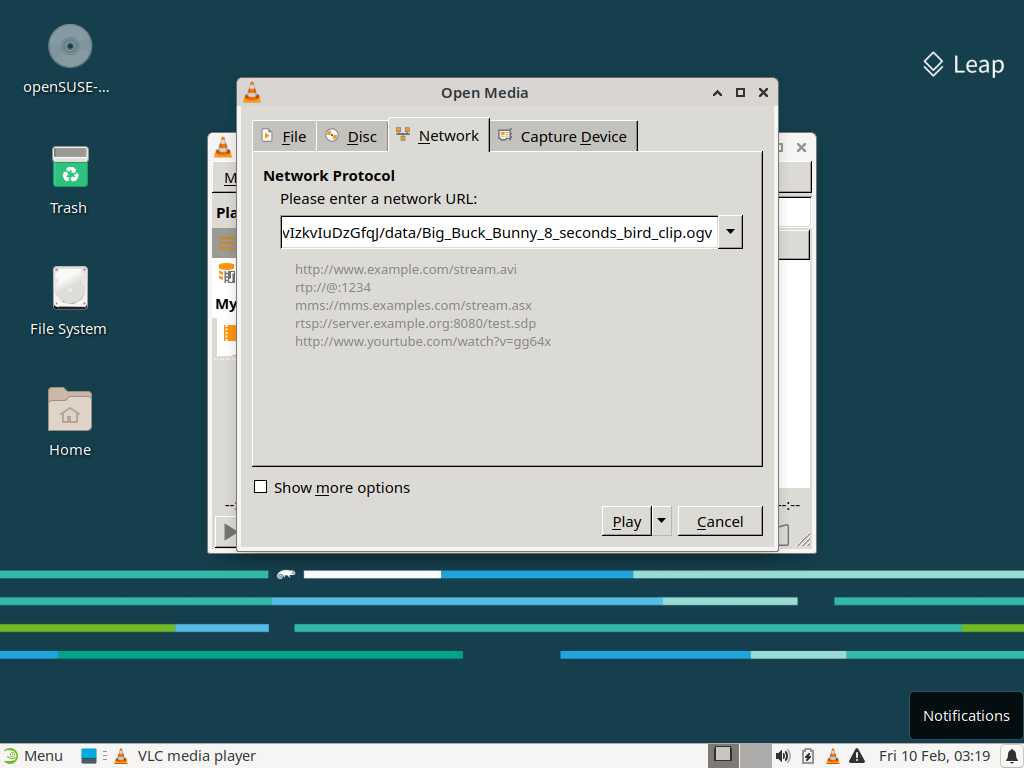 openSUSE-...
Leap
Open Media
Trash
File Disc Network Capture Device
M
Network Protocol
Please enter a network URL:
Pla
vIzkvIuDzGfqJ/data/Big_Buck_Bunny_8_seconds_bird_clip.ogv
http://www.example.com/stream.avi
rtp://@:1234
My
mms://mms.examples.com/stream.asx
rtsp://server.example.org:8080/test.sdp
File System
http://www.yourtube.com/watch?v=gg64x
Home
Show more options
--:--
Play Cancel
Notifications
Menu VLC media player Fri 10 Feb, 03:19